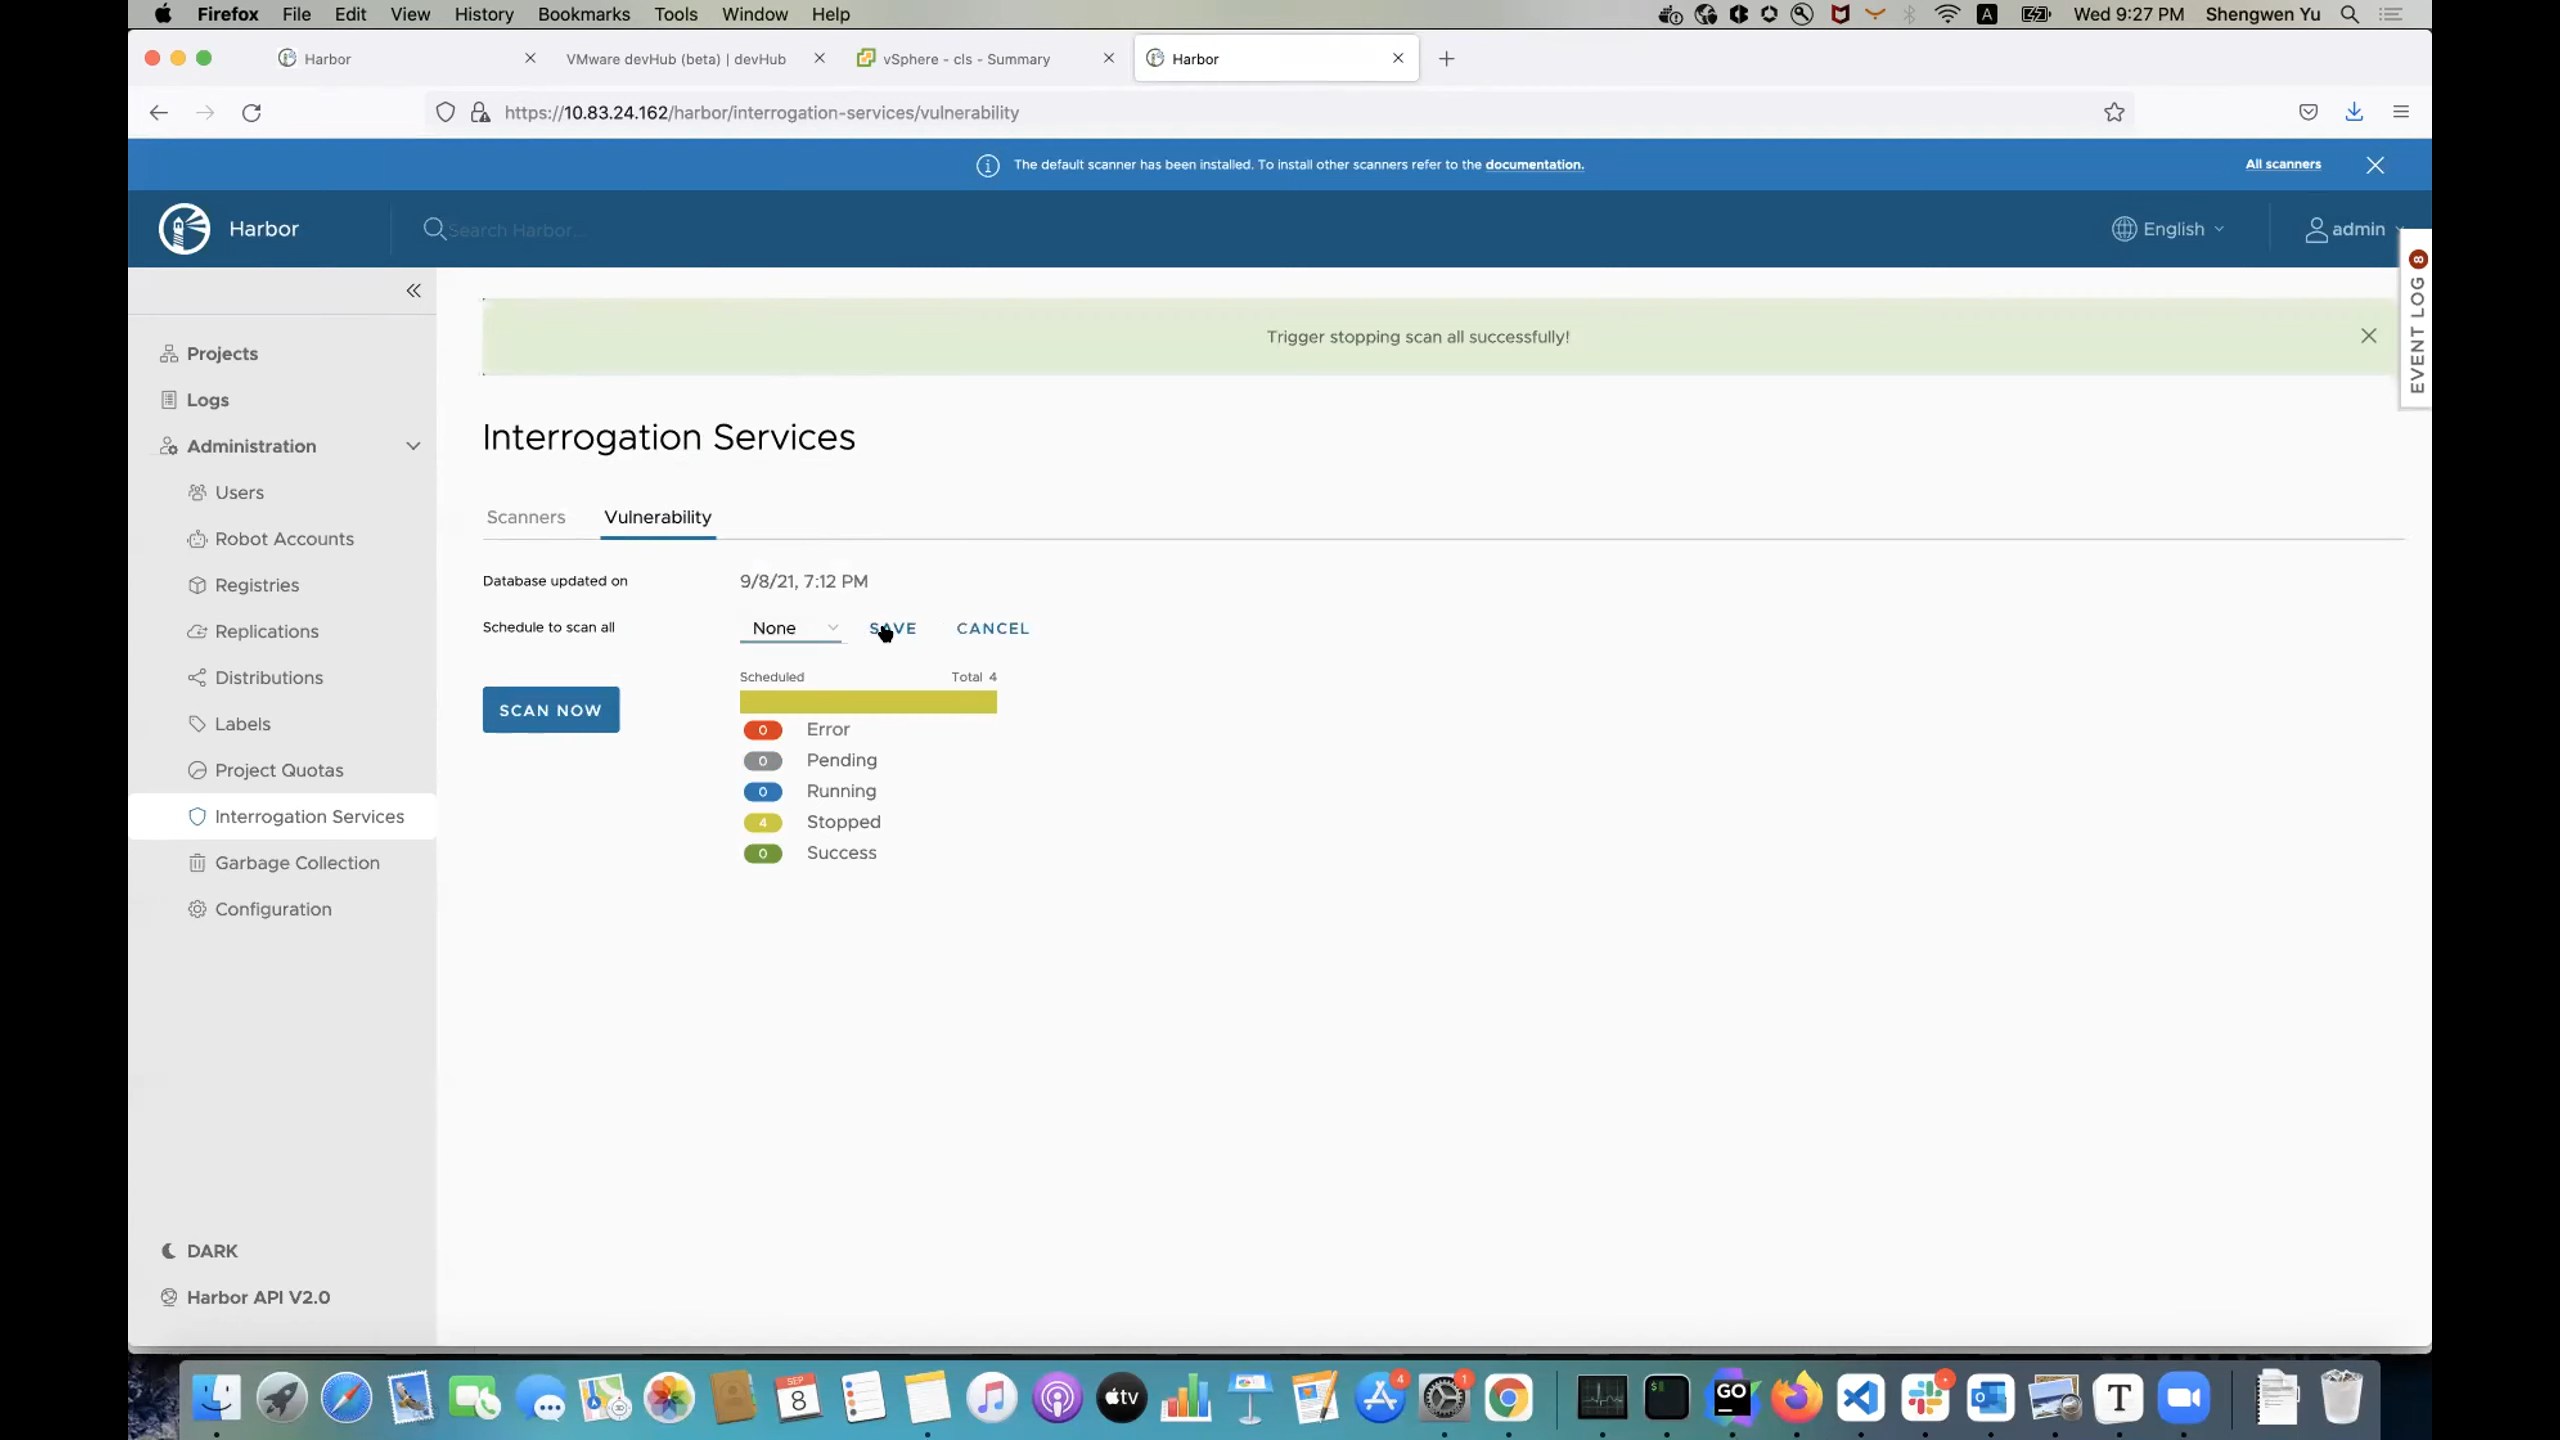 Firefox File Edit View History Bookmarks Tools Window Help A Wed 9:27 PM Shengwen Yu
Harbor VMware devHub (beta) | devHub vSphere - cls - Summary Harbor
https://10.83.24.162/harbor/interrogation-services/vulnerability
The default scanner has been installed. To install other scanners refer to the documentation. All scanners
Harbor Search Harbor... English admin
EVENT LOG 8
Trigger stopping scan all successfully!
Projects
Logs
Administration
Users
Robot Accounts
Registries
Replications
Distributions
Labels
Project Quotas
Interrogation Services
Garbage Collection
Configuration
DARK
Harbor API V2.0
Interrogation Services
Scanners Vulnerability
Database updated on 9/8/21, 7:12 PM
Schedule to scan all None SAVE CANCEL
Scheduled Total 4
SCAN NOW
0 Error
0 Pending
0 Running
4 Stopped
0 Success
SEP
8
tv
4
1
$
GO
T